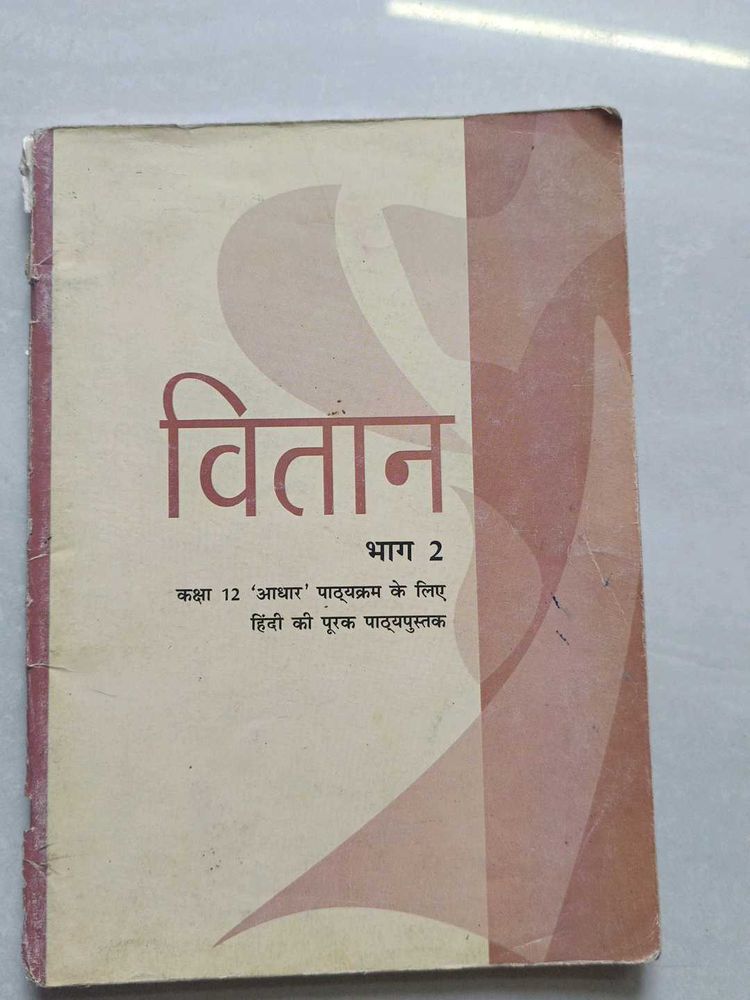 वितान
भाग 2
कक्षा 12 ‘आधार’ पाठ्यक्रम के लिए
हिंदी की पूरक पाठ्यपुस्तक